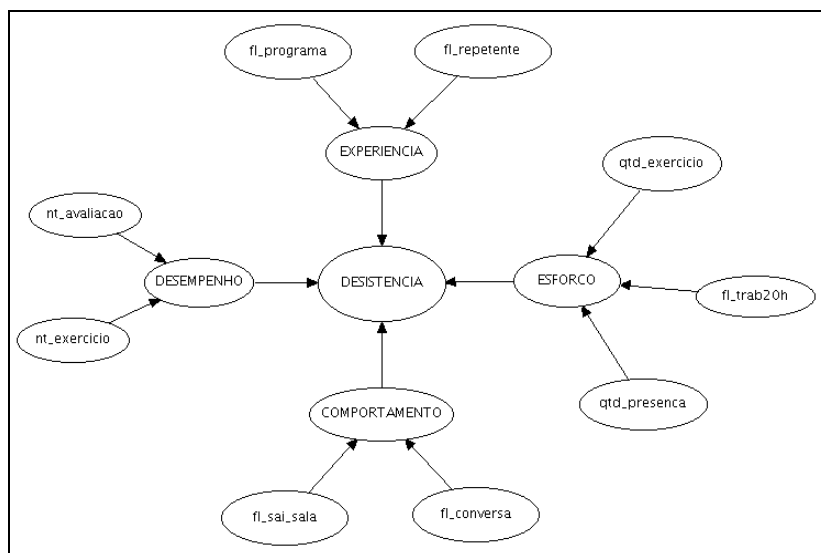 fl_programa
fl_repetente
EXPERIENCIA
qtd_exercicio
nt_avaliacao
DESEMPENHO
DESISTENCIA
ESFORCO
fl_trab20h
nt_exercicio
qtd_presenca
COMPORTAMENTO
fl_sai_sala
fl_conversa